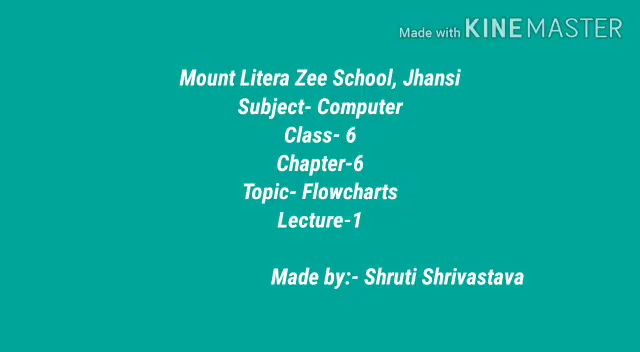 Made with KINEMASTER
Mount Litera Zee School, Jhansi
Subject- Computer
Class- 6
Chapter-6
Topic- Flowcharts
Lecture-1
Made by:- Shruti Shrivastava